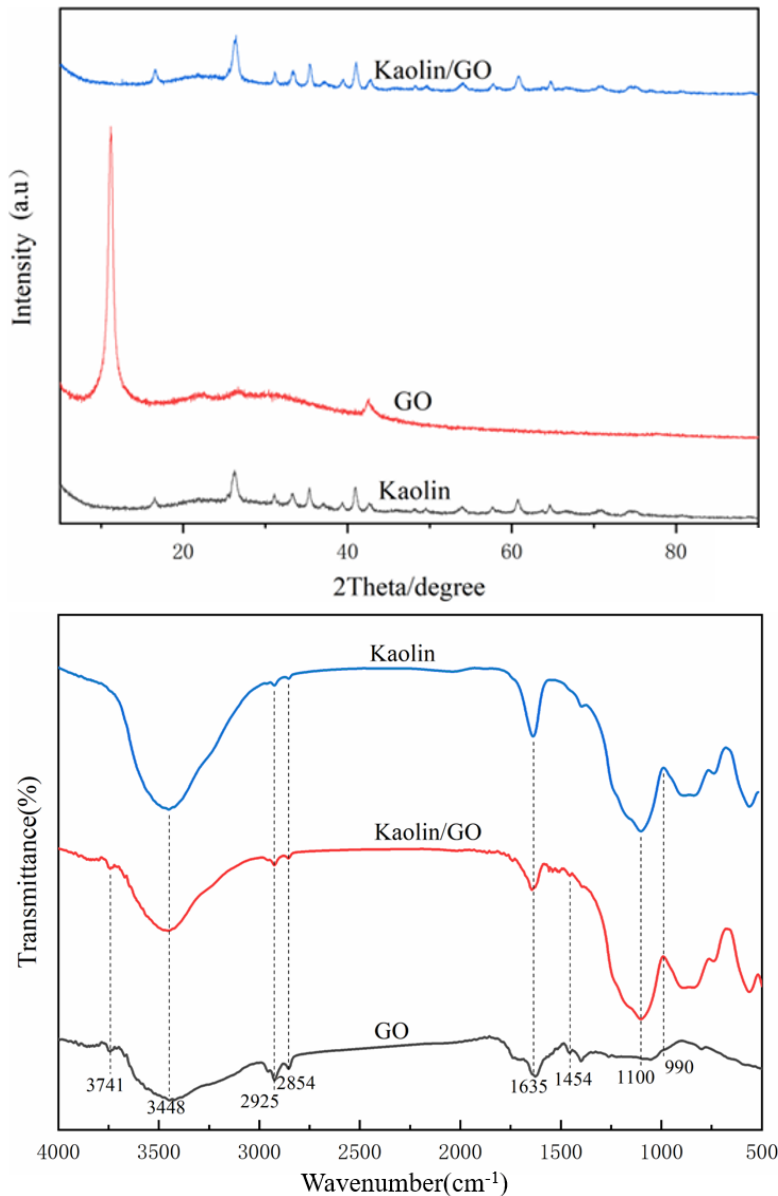 Kaolin/GO
GO
Kaolin
Intensity (a.u)
20 40 60 80
2Theta/degree
Kaolin
Kaolin/GO
GO
3741 3448 2925 2854 1635 1454 1100 990
Transmittance(%)
4000 3500 3000 2500 2000 1500 1000 500
Wavenumber(cm⁻¹)